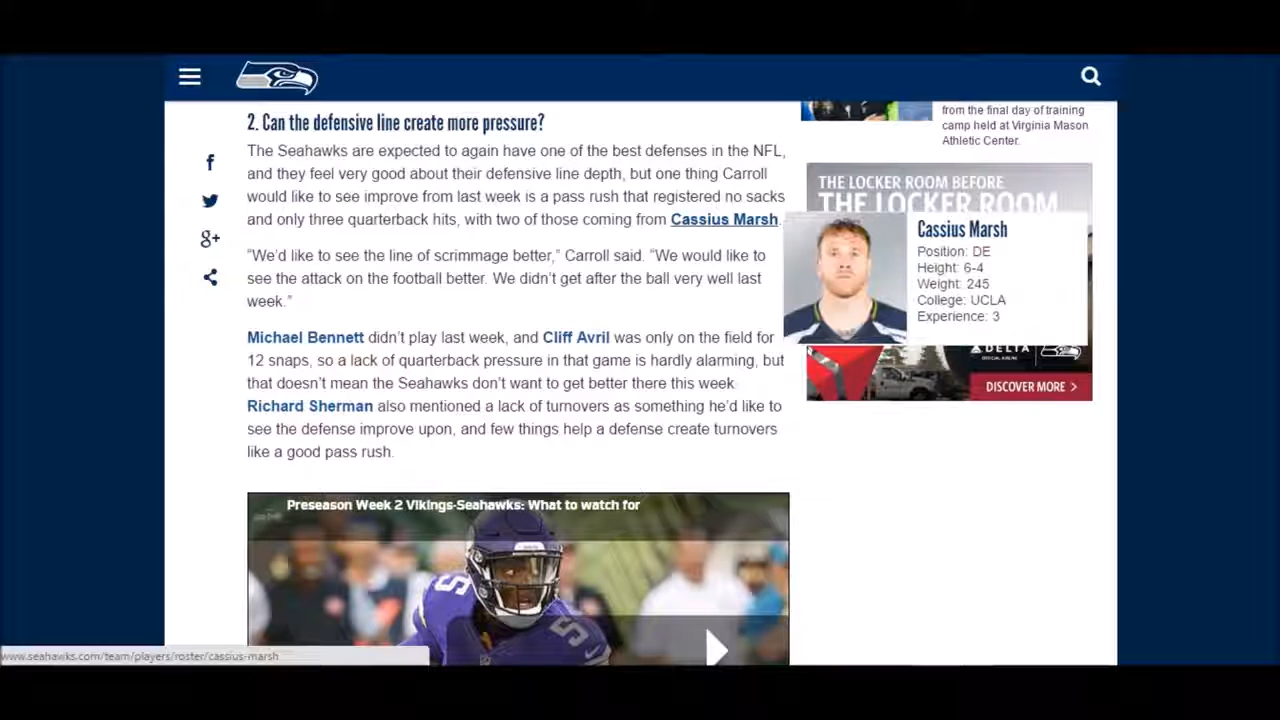 2. Can the defensive line create more pressure?
The Seahawks are expected to again have one of the best defenses in the NFL,
and they feel very good about their defensive line depth, but one thing Carroll
would like to see improve from last week is a pass rush that registered no sacks
and only three quarterback hits, with two of those coming from Cassius Marsh.
“We’d like to see the line of scrimmage better,” Carroll said. “We would like to
see the attack on the football better. We didn’t get after the ball very well last
week.”
Michael Bennett didn’t play last week, and Cliff Avril was only on the field for
12 snaps, so a lack of quarterback pressure in that game is hardly alarming, but
that doesn’t mean the Seahawks don’t want to get better there this week
Richard Sherman also mentioned a lack of turnovers as something he’d like to
see the defense improve upon, and few things help a defense create turnovers
like a good pass rush.
f
g+
Preseason Week 2 Vikings-Seahawks: What to watch for
5
5
from the final day of training
camp held at Virginia Mason
Athletic Center.
THE LOCKER ROOM BEFORE
THE LOCKER ROOM
Cassius Marsh
Position: DE
Height: 6-4
Weight: 245
College: UCLA
Experience: 3
DELTA
DISCOVER MORE >
www.seahawks.com/team/players/roster/cassius-marsh